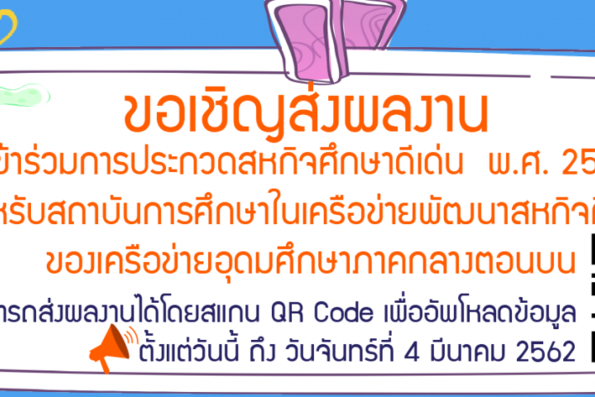 ขอเชิญส่งผลงาน
เข้าร่วมการประกวดสหกิจศึกษาดีเด่น พ.ศ. 25
หรับสถาบันการศึกษาในเครือข่ายพัฒนาสหกิจ
ของเครือข่ายอุดมศึกษาภาคกลางตอนบน
ารถส่งผลงานได้โดยสแกน QR Code เพื่ออัพโหลดข้อมูล
ตั้งแต่วันนี้ ถึง วันจันทร์ที่ 4 มีนาคม 2562